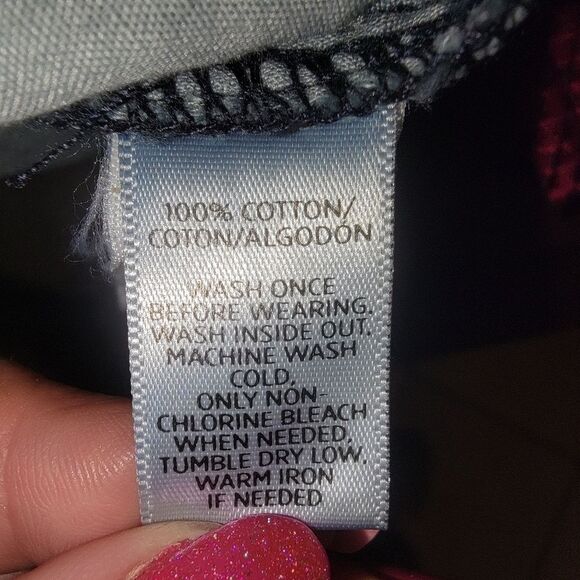 100% COTTON/
COTON/ALGODÓN
WASH ONCE
BEFORE WEARING.
WASH INSIDE OUT.
MACHINE WASH
COLD,
ONLY NON-
CHLORINE BLEACH
WHEN NEEDED,
TUMBLE DRY LOW,
WARM IRON
IF NEEDED